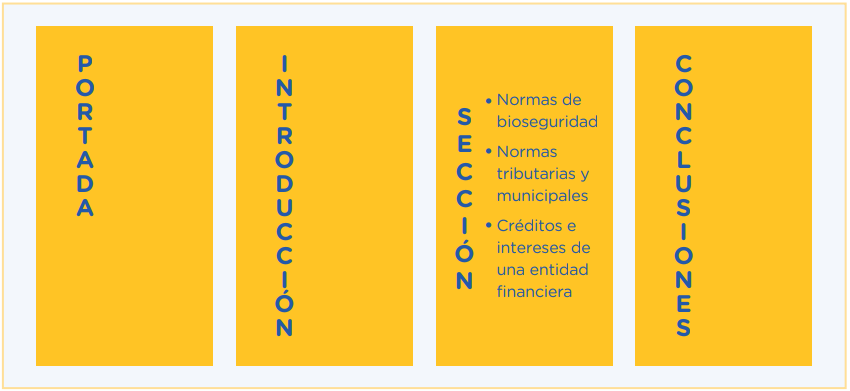 PORTADA
INTRODUCCIÓN
SECCIÓN
• Normas de
bioseguridad
• Normas
tributarias y
municipales
• Créditos e
intereses de
una entidad
financiera
CONCLUSIONES